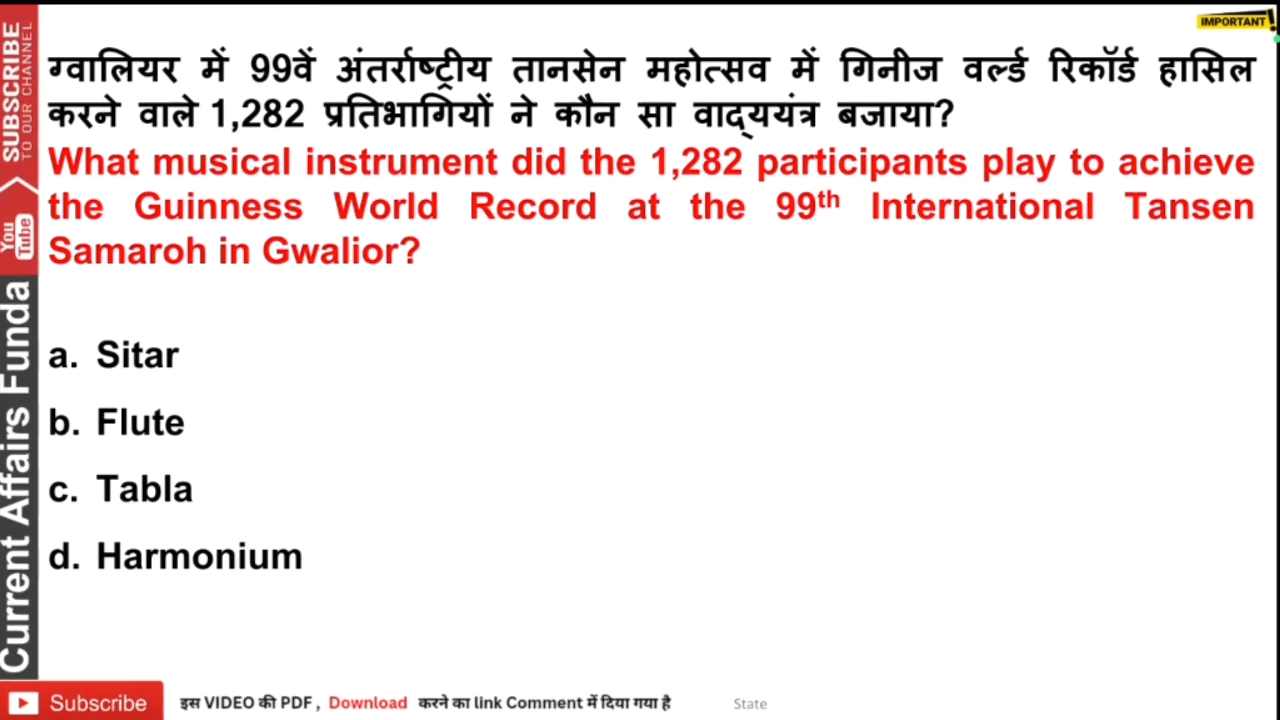 IMPORTANT!
ग्वालियर में 99वें अंतर्राष्ट्रीय तानसेन महोत्सव में गिनीज वर्ल्ड रिकॉर्ड हासिल
करने वाले 1,282 प्रतिभागियों ने कौन सा वाद्ययंत्र बजाया?
What musical instrument did the 1,282 participants play to achieve
the Guinness World Record at the 99th International Tansen
Samaroh in Gwalior?
a. Sitar
b. Flute
c. Tabla
d. Harmonium
SUBSCRIBE
TO OUR CHANNEL
You
Tube
Current Affairs Funda
Subscribe
इस VIDEO की PDF, Download करने का link Comment में दिया गया है
State